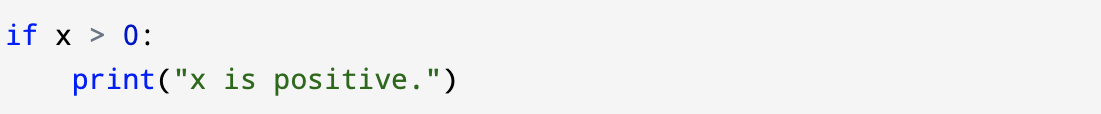 if x > 0:
    print("x is positive.")